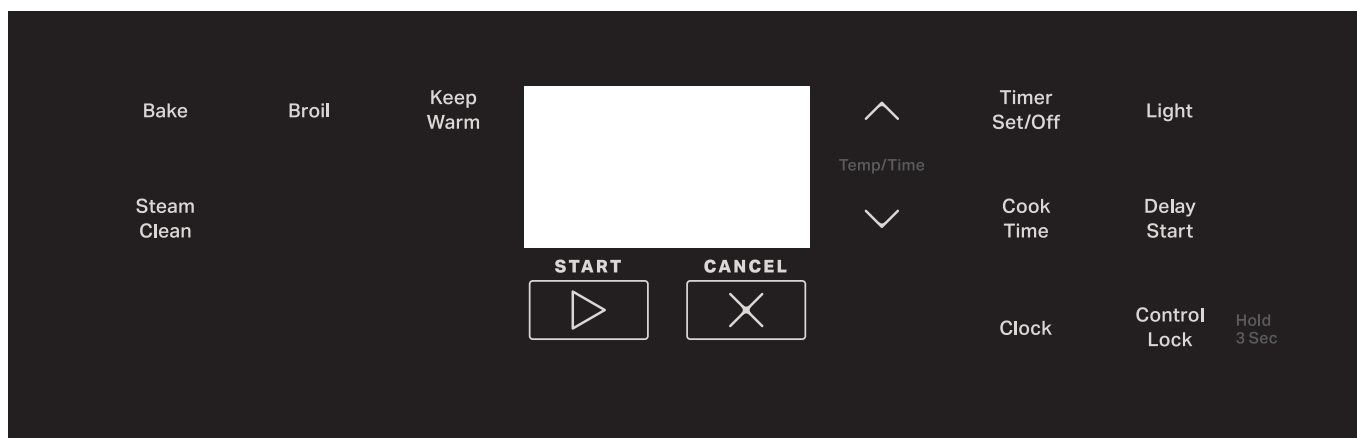 Bake
Broil
Keep
Warm
Steam
Clean
START
CANCEL
Temp/Time
Timer
Set/Off
Light
Cook
Time
Delay
Start
Clock
Control
Lock
Hold
3 Sec